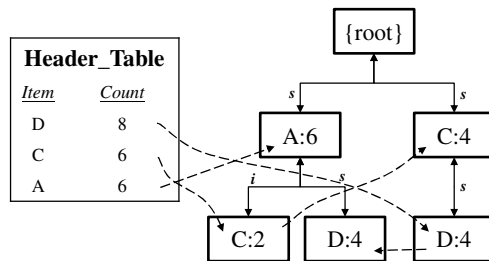 {root}
Header_Table
Item Count
D 8
C 6
A 6
s s
A:6 C:4
i s s
C:2 D:4 D:4